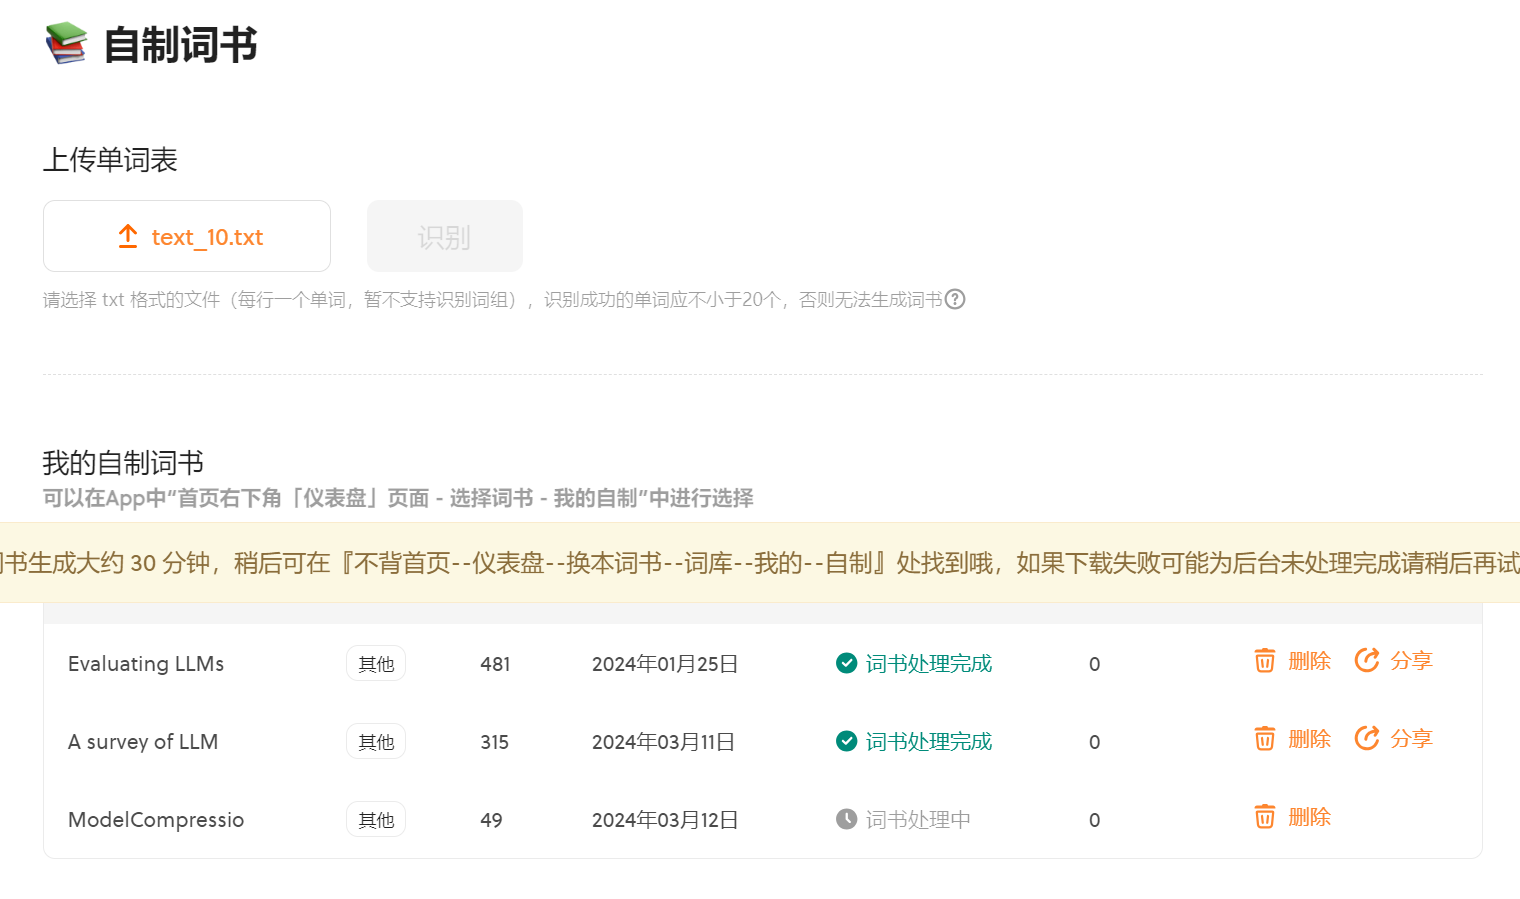 自制词书
上传单词表
text_10.txt
识别
请选择 txt 格式的文件（每行一个单词，暂不支持识别词组），识别成功的单词应不小于20个，否则无法生成词书
我的自制词书
可以在App中“首页右下角「仪表盘」页面 - 选择词书 - 我的自制”中进行选择
书生成大约 30 分钟，稍后可在『不背首页--仪表盘--换本词书--词库--我的--自制』处找到哦，如果下载失败可能为后台未处理完成请稍后再试
Evaluating LLMs 其他 481 2024年01月25日 词书处理完成 0 删除 分享
A survey of LLM 其他 315 2024年03月11日 词书处理完成 0 删除 分享
ModelCompressio 其他 49 2024年03月12日 词书处理中 0 删除